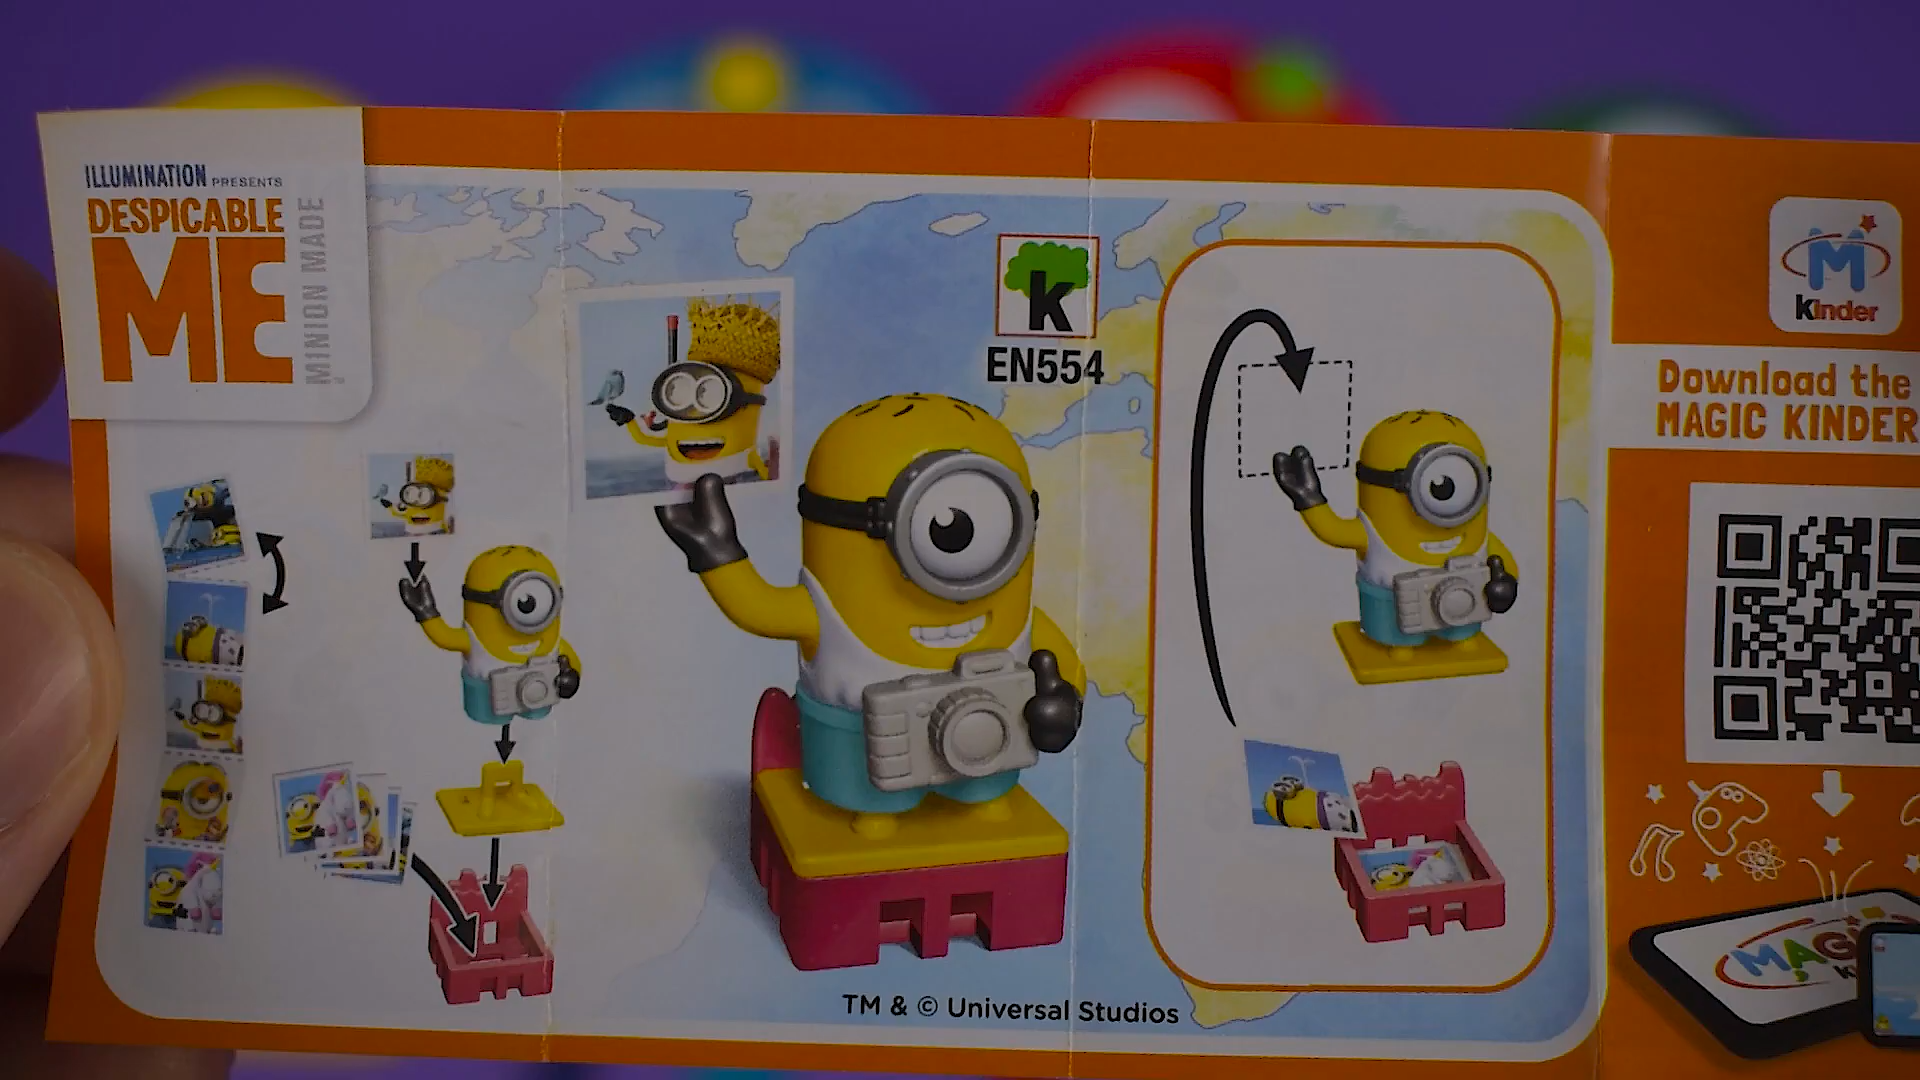 ILLUMINATION PRESENTS
DESPICABLE
ME
MINION MADE
k
EN554
TM & © Universal Studios
M
Kinder
Download the
MAGIC KINDER